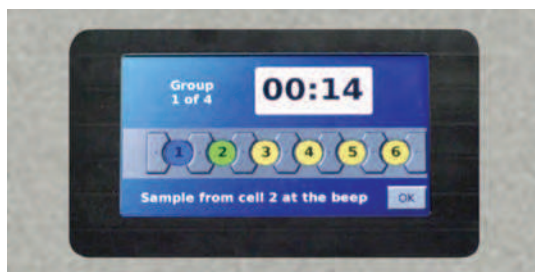 Group
1 of 4
00:14
1 2 3 4 5 6
Sample from cell 2 at the beep
OK